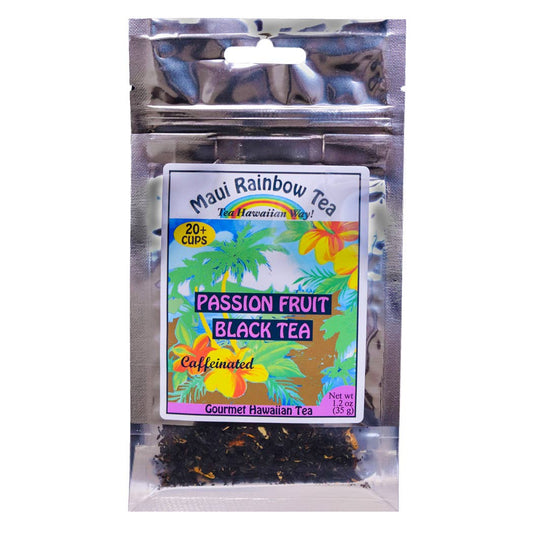 Maui Rainbow Tea
Tea Hawaiian Way!
20+
CUPS
PASSION FRUIT
BLACK TEA
Caffeinated
Net wt
1.2 oz
(35 g)
Gourmet Hawaiian Tea